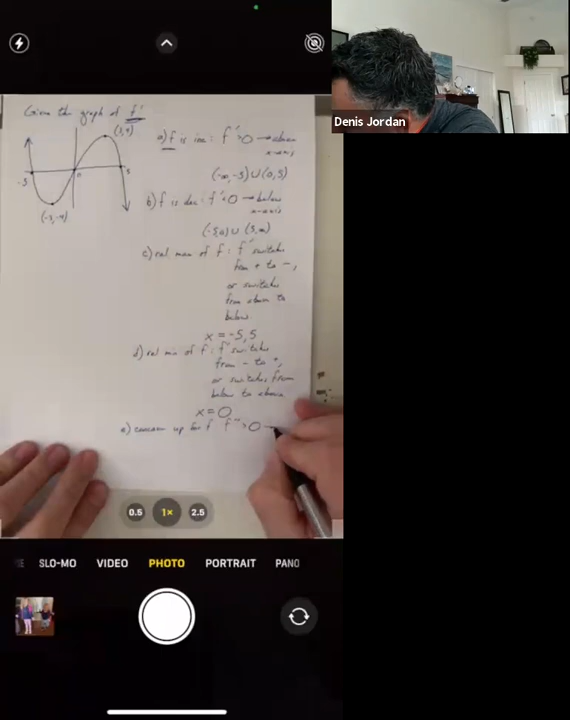 Denis Jordan
Given the graph of f'
(3,4)
-5
0
5
(-3,-4)
a) f is inc: f'>0 → above
x-axis
(-∞,-5)∪(0,5)
b) f is dec: f'<0 → below
x-axis
(-5,0)∪(5,∞)
c) rel max of f: f' switches
from + to -,
or switches
from above to
below
x=-5,5
d) rel min of f: f' switches
from - to +,
or switches from
below to above
x=0
e) concave up for f: f''>0 →
0.5 1× 2.5
SLO-MO VIDEO PHOTO PORTRAIT PANO